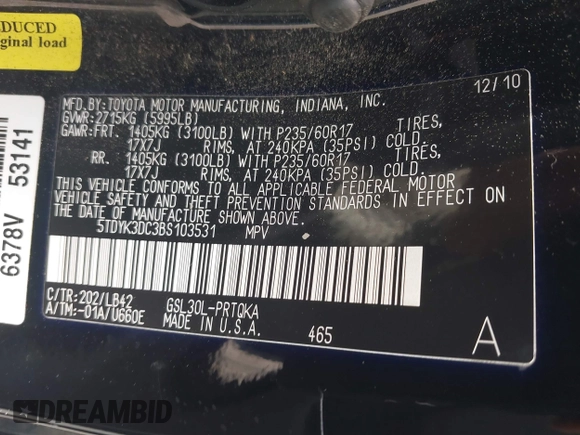 DUCED
ginal load
6378V 53141
12/10
MFD.BY:TOYOTA MOTOR MANUFACTURING, INDIANA, INC.
GVWR:2715KG (5995LB)
GAWR:FRT. 1405KG (3100LB) WITH P235/60R17 TIRES,
17X7J RIMS, AT 240KPA (35PSI) COLD.
RR. 1405KG (3100LB) WITH P235/60R17 TIRES,
17X7J RIMS, AT 240KPA (35PSI) COLD.
THIS VEHICLE CONFORMS TO ALL APPLICABLE FEDERAL MOTOR
VEHICLE SAFETY AND THEFT PREVENTION STANDARDS IN EFFECT ON
THE DATE OF MANUFACTURE SHOWN ABOVE.
5TDYK3DC3BS103531 MPV
C/TR:202/LB42 GSL30L-PRTQKA
A/TM:-01A/U660E MADE IN U.S.A.
465
A
DREAMBID